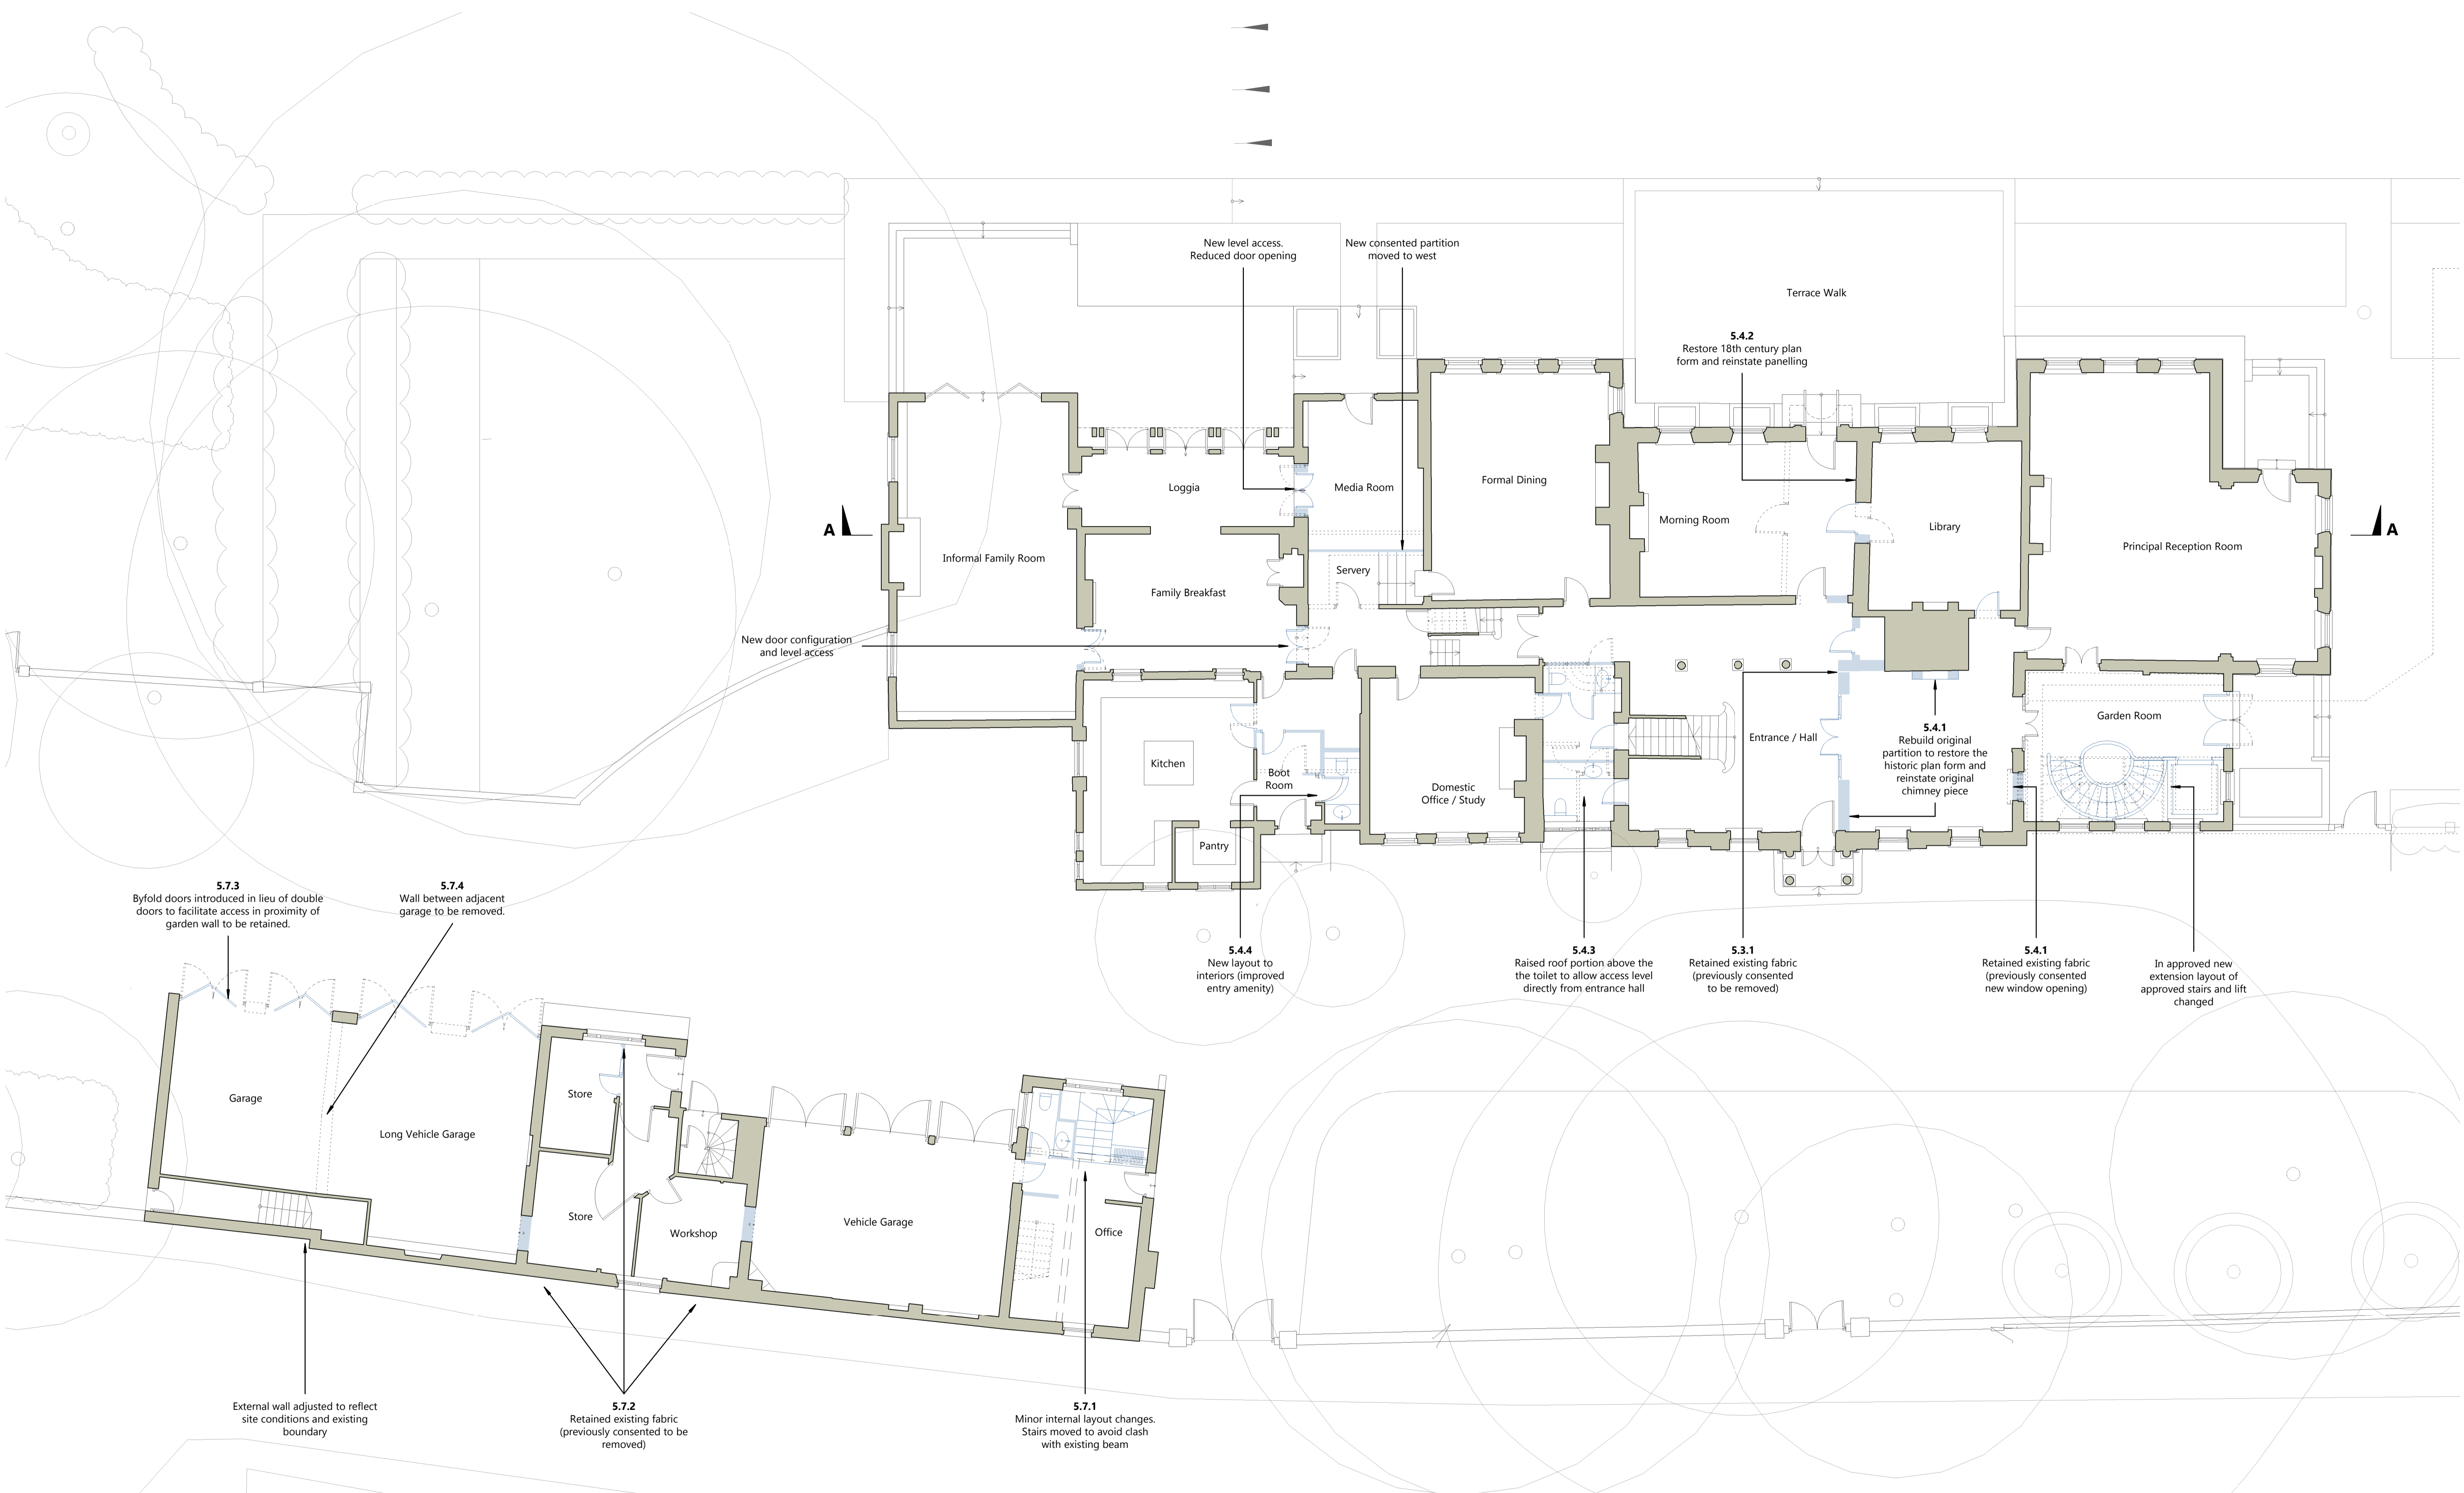 New level access.
Reduced door opening
New consented partition
moved to west
Terrace Walk
5.4.2
Restore 18th century plan
form and reinstate panelling
Loggia
Media Room
Formal Dining
Morning Room
Library
A
A
Principal Reception Room
Informal Family Room
Servery
Family Breakfast
New door configuration
and level access
Garden Room
5.4.1
Rebuild original
partition to restore the
historic plan form and
reinstate original
chimney piece
Entrance / Hall
Kitchen
Boot
Room
Domestic
Office / Study
Pantry
5.7.3
Byfold doors introduced in lieu of double
doors to facilitate access in proximity of
garden wall to be retained.
5.7.4
Wall between adjacent
garage to be removed.
5.4.4
New layout to
interiors (improved
entry amenity)
5.4.3
Raised roof portion above the
the toilet to allow access level
directly from entrance hall
5.3.1
Retained existing fabric
(previously consented
to be removed)
5.4.1
Retained existing fabric
(previously consented
new window opening)
In approved new
extension layout of
approved stairs and lift
changed
Garage
Store
Long Vehicle Garage
Store
Workshop
Vehicle Garage
Office
External wall adjusted to reflect
site conditions and existing
boundary
5.7.2
Retained existing fabric
(previously consented to be
removed)
5.7.1
Minor internal layout changes.
Stairs moved to avoid clash
with existing beam